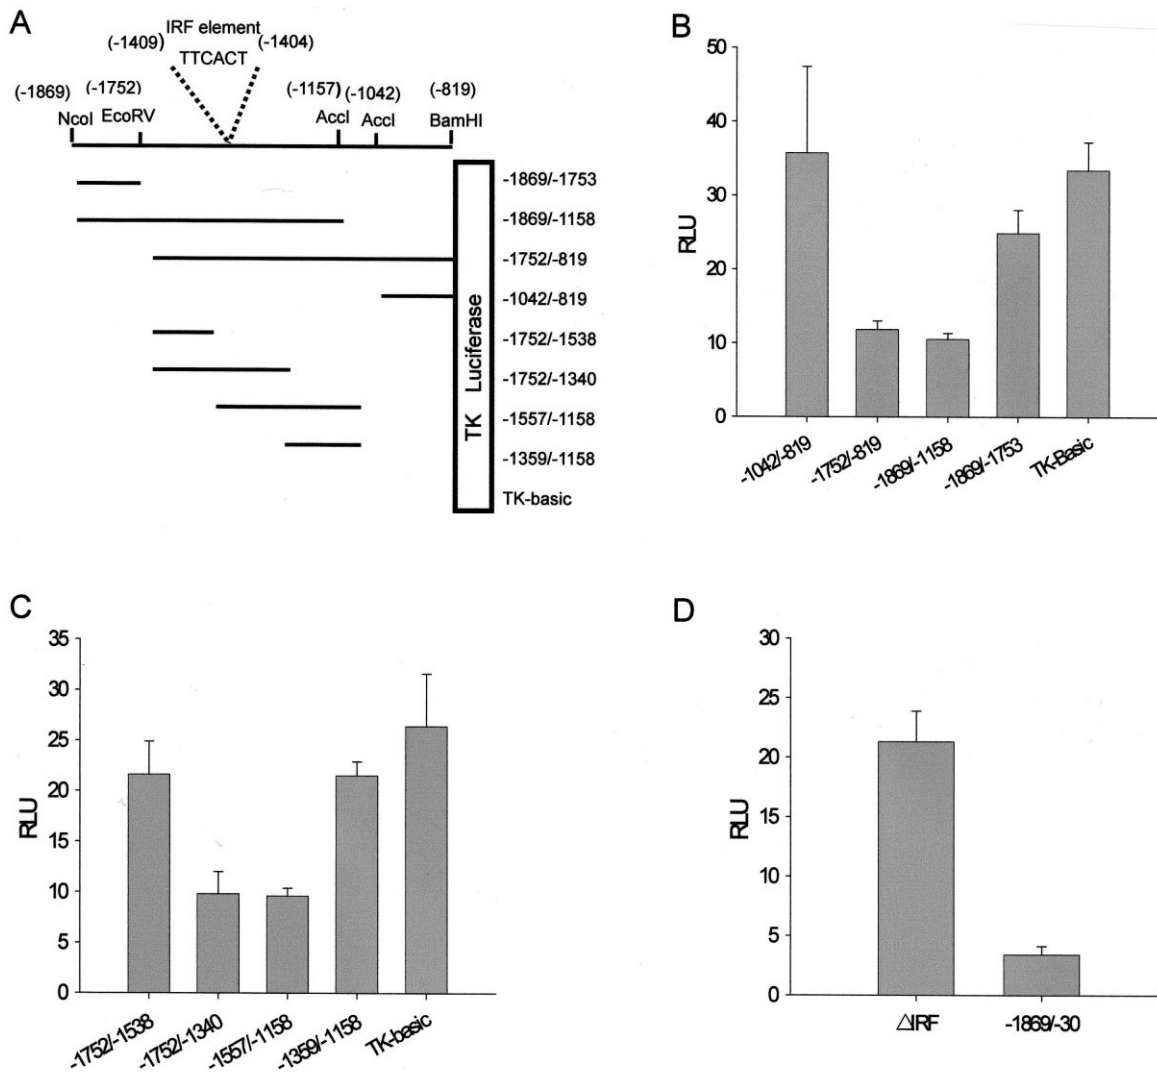 A
IRF element
(-1409) TTCACT (-1404)
(-1869) (-1752) (-1157) (-1042) (-819)
NcoI EcoRV AccI AccI BamHI
-1869/-1753
-1869/-1158
-1752/-819
-1042/-819
-1752/-1538
-1752/-1340
-1557/-1158
-1359/-1158
TK-basic
TK Luciferase
B
RLU
50
40
30
20
10
0
-1042/-819
-1752/-819
-1869/-1158
-1869/-1753
TK-Basic
C
RLU
35
30
25
20
15
10
5
0
-1752/-1538
-1752/-1340
-1557/-1158
-1359/-1158
TK-basic
D
RLU
30
25
20
15
10
5
0
△IRF
-1869/-30